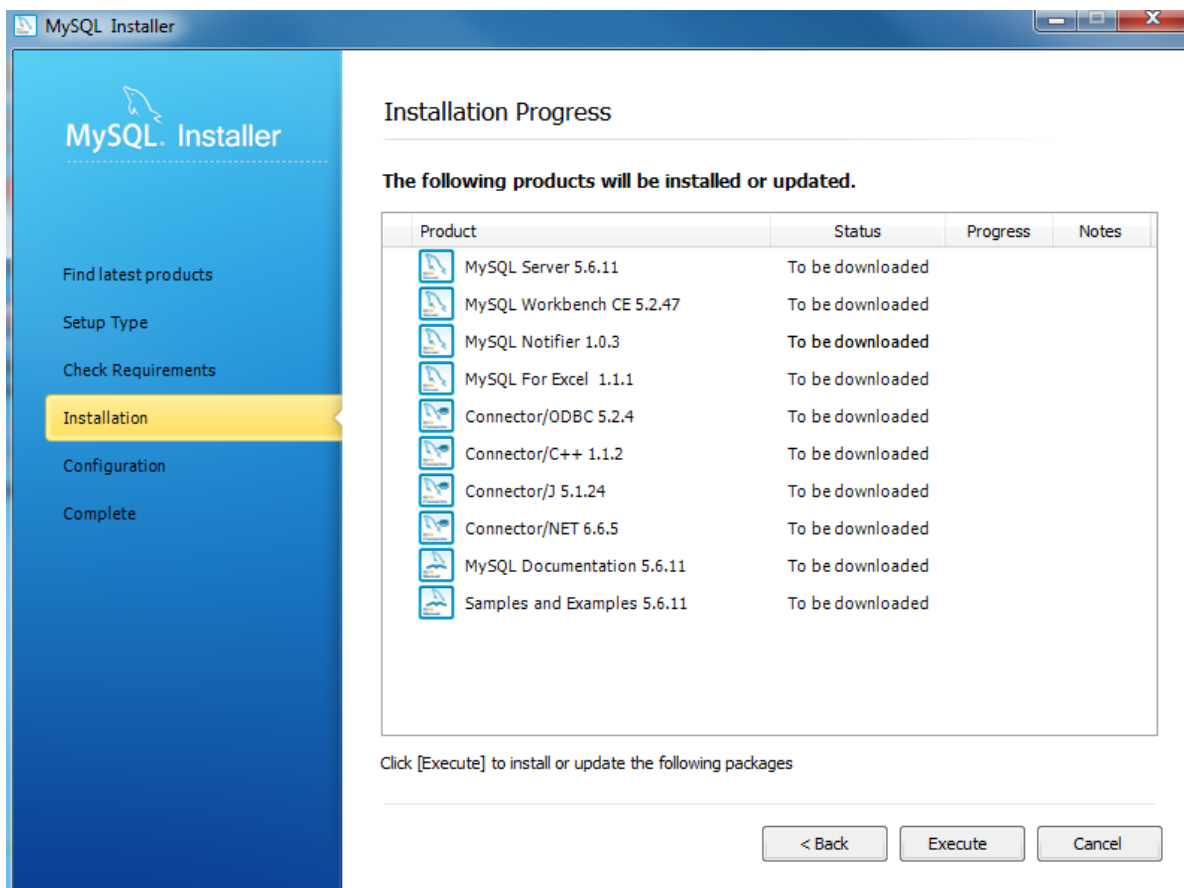 MySQL Installer
MySQL. Installer
Find latest products
Setup Type
Check Requirements
Installation
Configuration
Complete
Installation Progress
The following products will be installed or updated.
Product Status Progress Notes
MySQL Server 5.6.11 To be downloaded
MySQL Workbench CE 5.2.47 To be downloaded
MySQL Notifier 1.0.3 To be downloaded
MySQL For Excel 1.1.1 To be downloaded
Connector/ODBC 5.2.4 To be downloaded
Connector/C++ 1.1.2 To be downloaded
Connector/J 5.1.24 To be downloaded
Connector/NET 6.6.5 To be downloaded
MySQL Documentation 5.6.11 To be downloaded
Samples and Examples 5.6.11 To be downloaded
Click [Execute] to install or update the following packages
< Back Execute Cancel